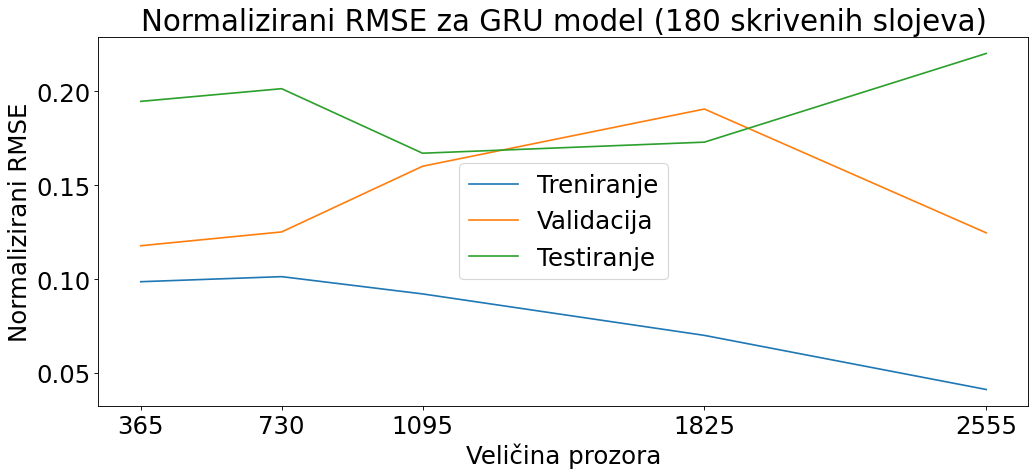 Normalizirani RMSE za GRU model (180 skrivenih slojeva)
Normalizirani RMSE
0.20
0.15
0.10
0.05
Treniranje
Validacija
Testiranje
365 730 1095 1825 2555
Veličina prozora